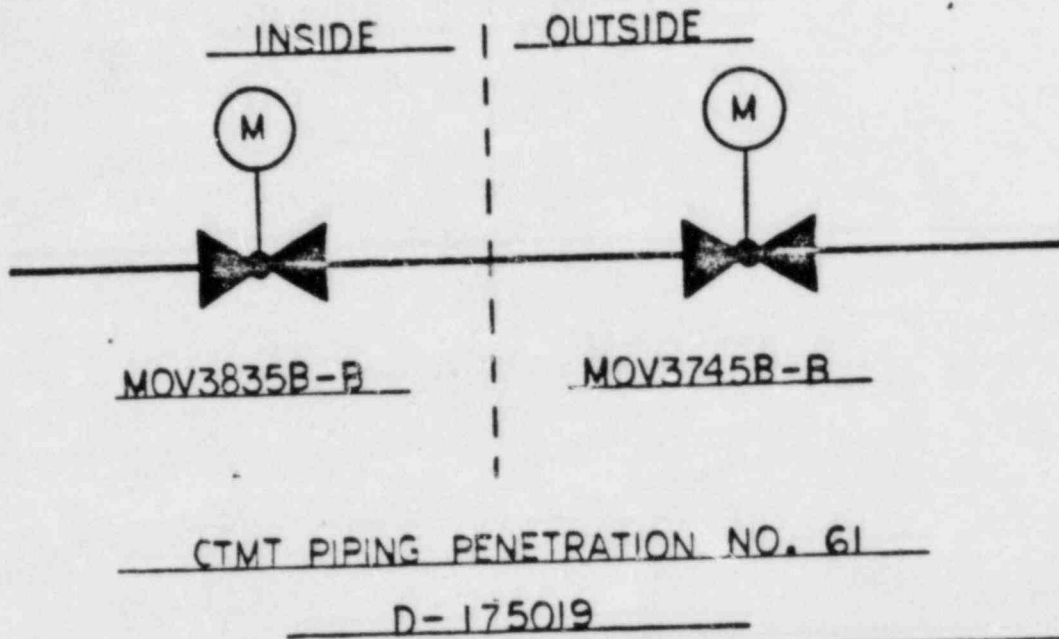 INSIDE OUTSIDE
M M
MOV3835B-B MOV3745B-B
CTMT PIPING PENETRATION NO. 61
D-175019